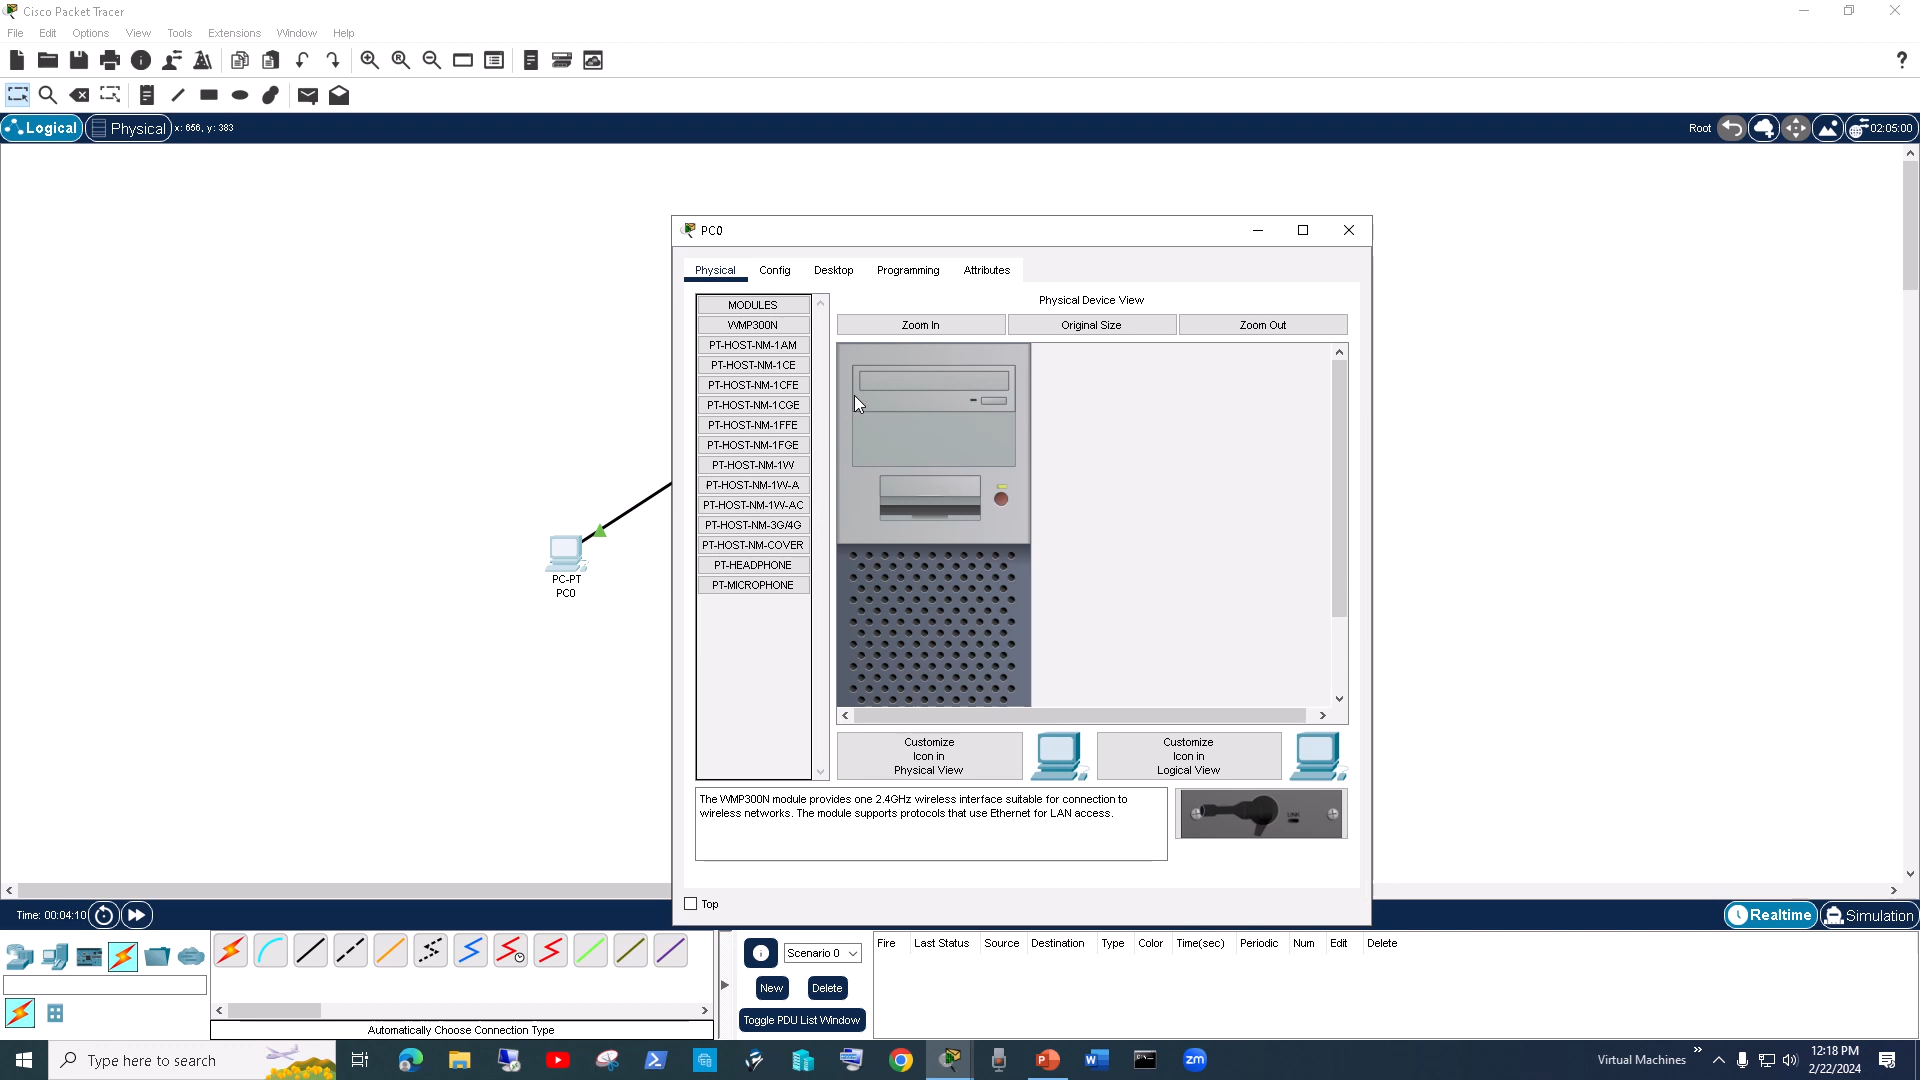 Cisco Packet Tracer
File Edit Options View Tools Extensions Window Help
?
Logical Physical x: 656, y: 383 Root 02:05:00
PC0
Physical Config Desktop Programming Attributes
MODULES
WMP300N
PT-HOST-NM-1AM
PT-HOST-NM-1CE
PT-HOST-NM-1CFE
PT-HOST-NM-1CGE
PT-HOST-NM-1FFE
PT-HOST-NM-1FGE
PT-HOST-NM-1W
PT-HOST-NM-1W-A
PT-HOST-NM-1W-AC
PT-HOST-NM-3G/4G
PT-HOST-NM-COVER
PT-HEADPHONE
PT-MICROPHONE
Physical Device View
Zoom In Original Size Zoom Out
PC-PT
PC0
Customize
Icon in
Physical View
Customize
Icon in
Logical View
The WMP300N module provides one 2.4GHz wireless interface suitable for connection to
wireless networks. The module supports protocols that use Ethernet for LAN access.
LINK
Top
Time: 00:04:10 Realtime Simulation
Scenario 0
New Delete
Toggle PDU List Window
Fire Last Status Source Destination Type Color Time(sec) Periodic Num Edit Delete
Automatically Choose Connection Type
Type here to search
zm
Virtual Machines
12:18 PM
2/22/2024